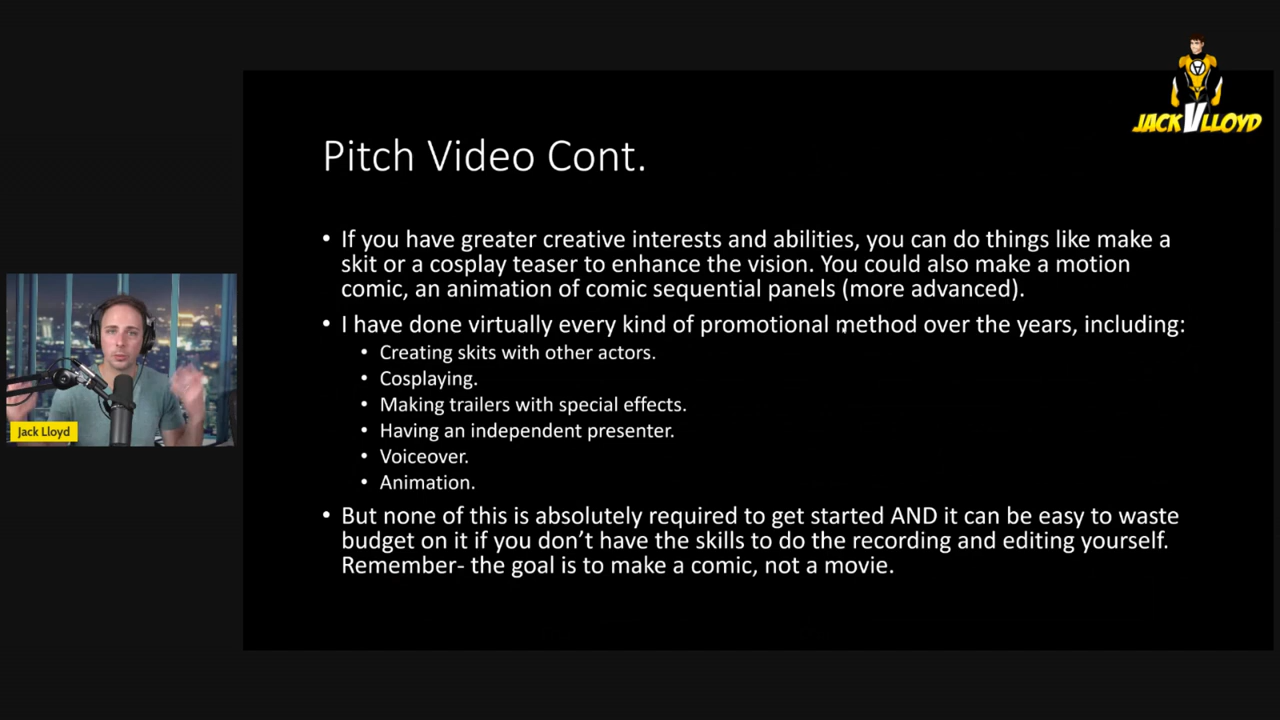 JACK V LLOYD
Pitch Video Cont.
• If you have greater creative interests and abilities, you can do things like make a
skit or a cosplay teaser to enhance the vision. You could also make a motion
comic, an animation of comic sequential panels (more advanced).
• I have done virtually every kind of promotional method over the years, including:
• Creating skits with other actors.
• Cosplaying.
• Making trailers with special effects.
• Having an independent presenter.
• Voiceover.
• Animation.
• But none of this is absolutely required to get started AND it can be easy to waste
budget on it if you don’t have the skills to do the recording and editing yourself.
Remember- the goal is to make a comic, not a movie.
Jack Lloyd